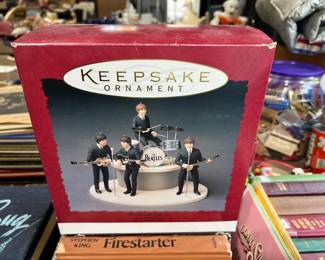 KEEPSAKE
ORNAMENT
THE
BEATLES
STEPHEN
KING
Firestarter